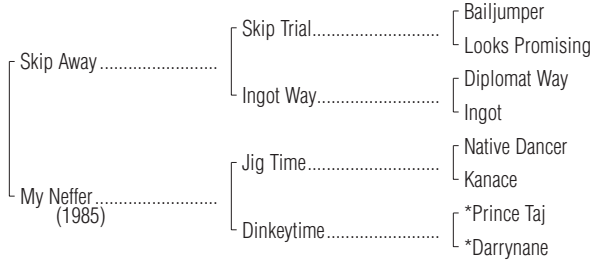 Bailjumper
Skip Trial
Looks Promising
Skip Away
Diplomat Way
Ingot Way
Ingot
Native Dancer
Jig Time
Kanace
My Neffer
(1985)
*Prince Taj
Dinkeytime
*Darrynane